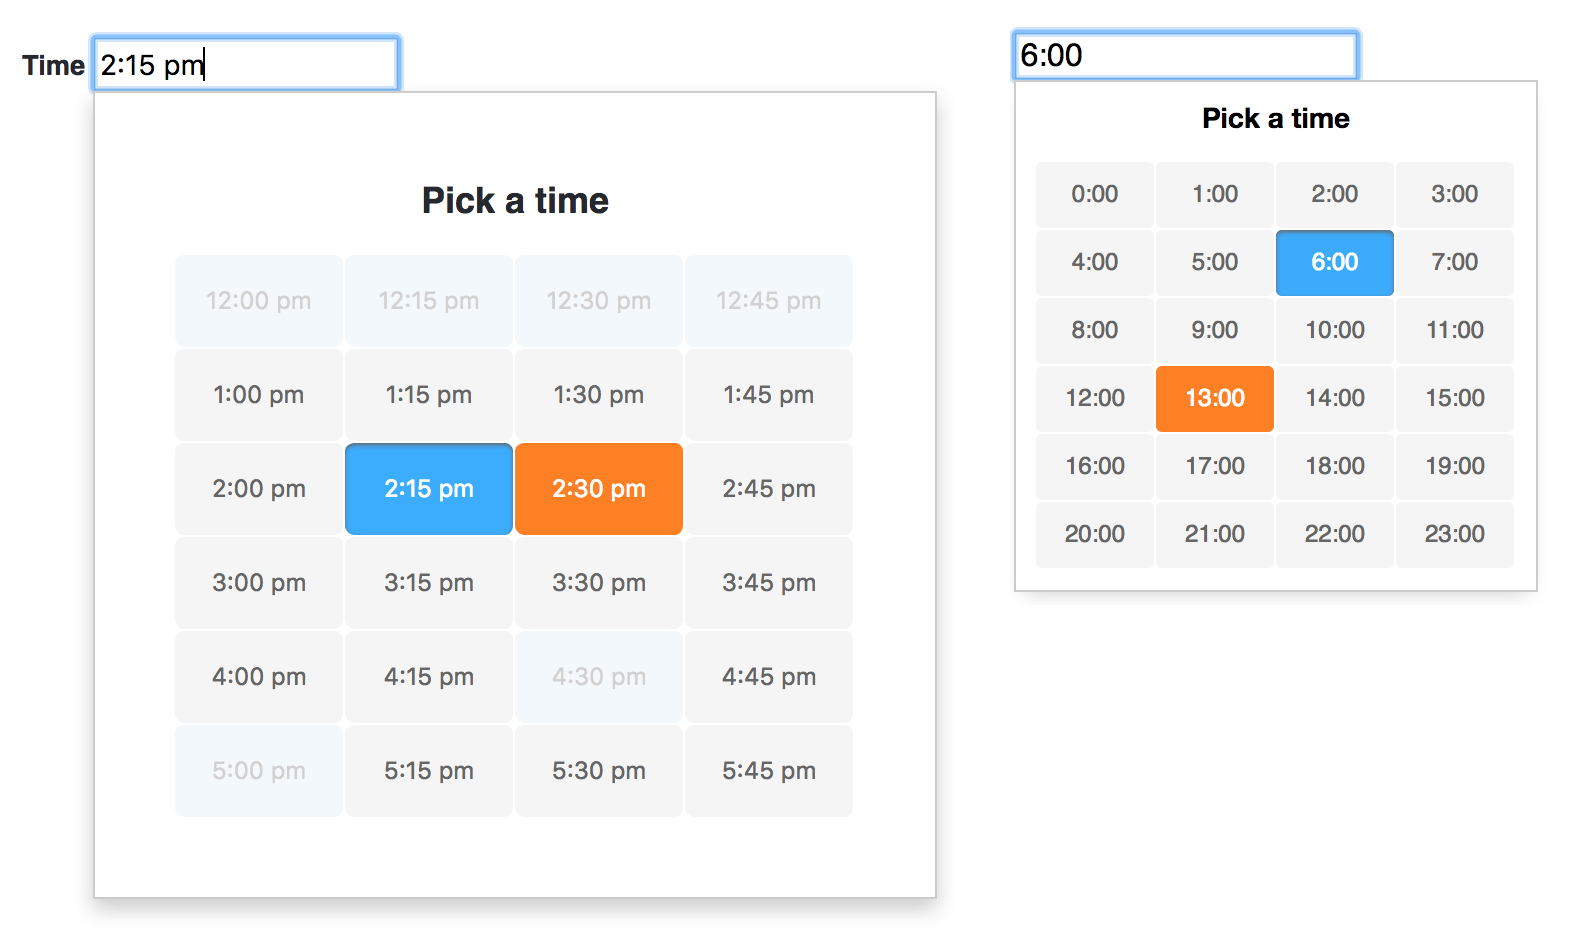 Time 2:15 pm
Pick a time
12:00 pm 12:15 pm 12:30 pm 12:45 pm
1:00 pm 1:15 pm 1:30 pm 1:45 pm
2:00 pm 2:15 pm 2:30 pm 2:45 pm
3:00 pm 3:15 pm 3:30 pm 3:45 pm
4:00 pm 4:15 pm 4:30 pm 4:45 pm
5:00 pm 5:15 pm 5:30 pm 5:45 pm
6:00
Pick a time
0:00 1:00 2:00 3:00
4:00 5:00 6:00 7:00
8:00 9:00 10:00 11:00
12:00 13:00 14:00 15:00
16:00 17:00 18:00 19:00
20:00 21:00 22:00 23:00